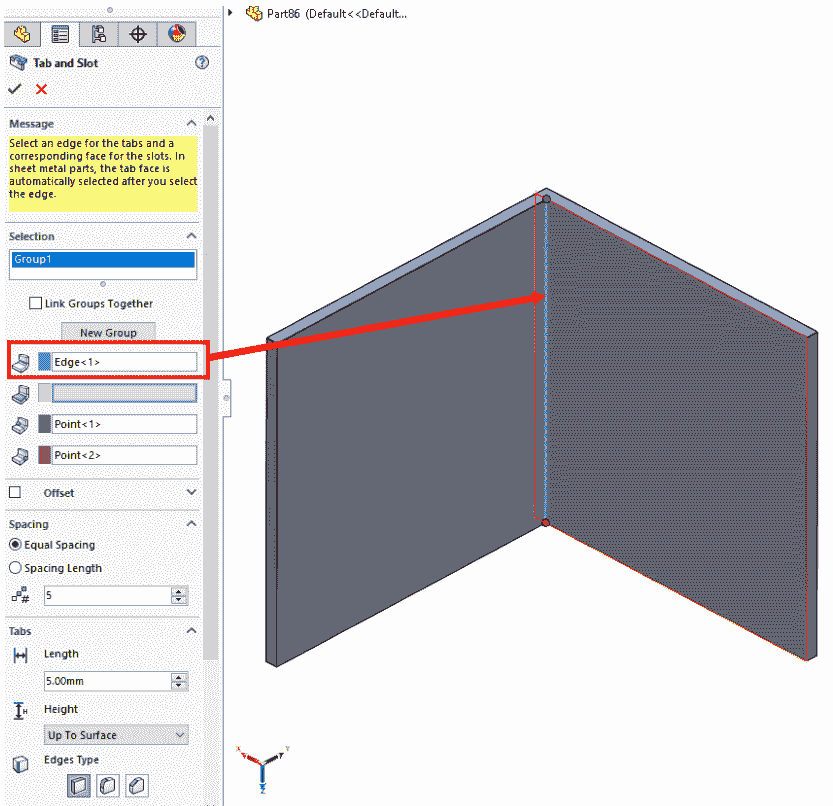 Part86 (Default<<Default...
Tab and Slot
Message
Select an edge for the tabs and a
corresponding face for the slots. In
sheet metal parts, the tab face is
automatically selected after you select
the edge.
Selection
Group1
Link Groups Together
New Group
Edge<1>
Point<1>
Point<2>
Offset
Spacing
Equal Spacing
Spacing Length
# 5
Tabs
Length
5.00mm
Height
H
Up To Surface
Edges Type
X Y
Z